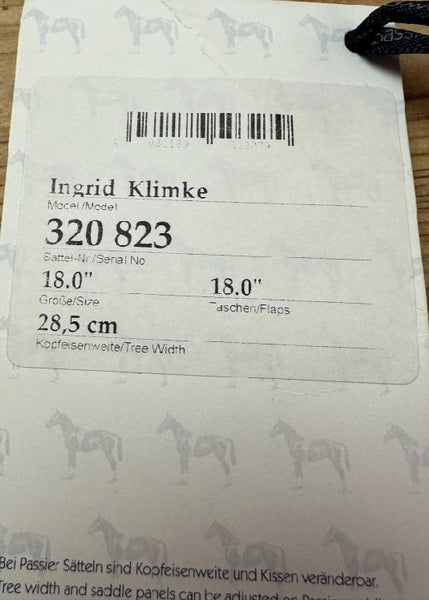 Ingrid Klimke
Model/Model
320 823
Sattel-Nr./Serial No
18.0" 18.0"
Größe/Size Taschen/Flaps
28,5 cm
Kopfeisenweite/Tree Width
Bei Passier Sätteln sind Kopfeisenweite und Kissen veränderbar.
Tree width and saddle panels can be adjusted on